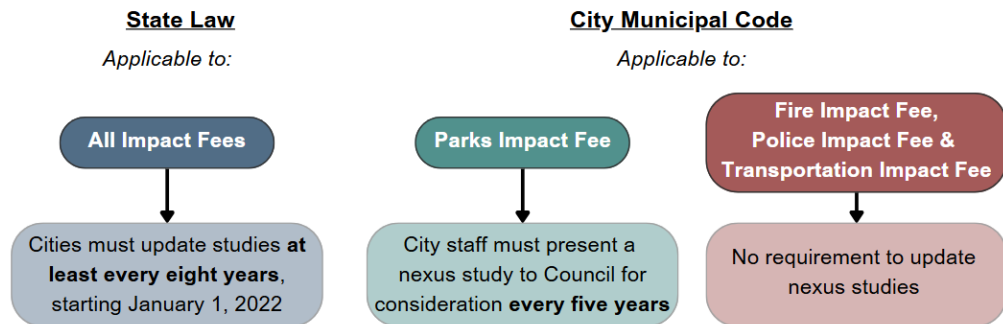 State Law
Applicable to:
All Impact Fees
Cities must update studies at
least every eight years,
starting January 1, 2022
City Municipal Code
Applicable to:
Parks Impact Fee
City staff must present a
nexus study to Council for
consideration every five years
Fire Impact Fee,
Police Impact Fee &
Transportation Impact Fee
No requirement to update
nexus studies